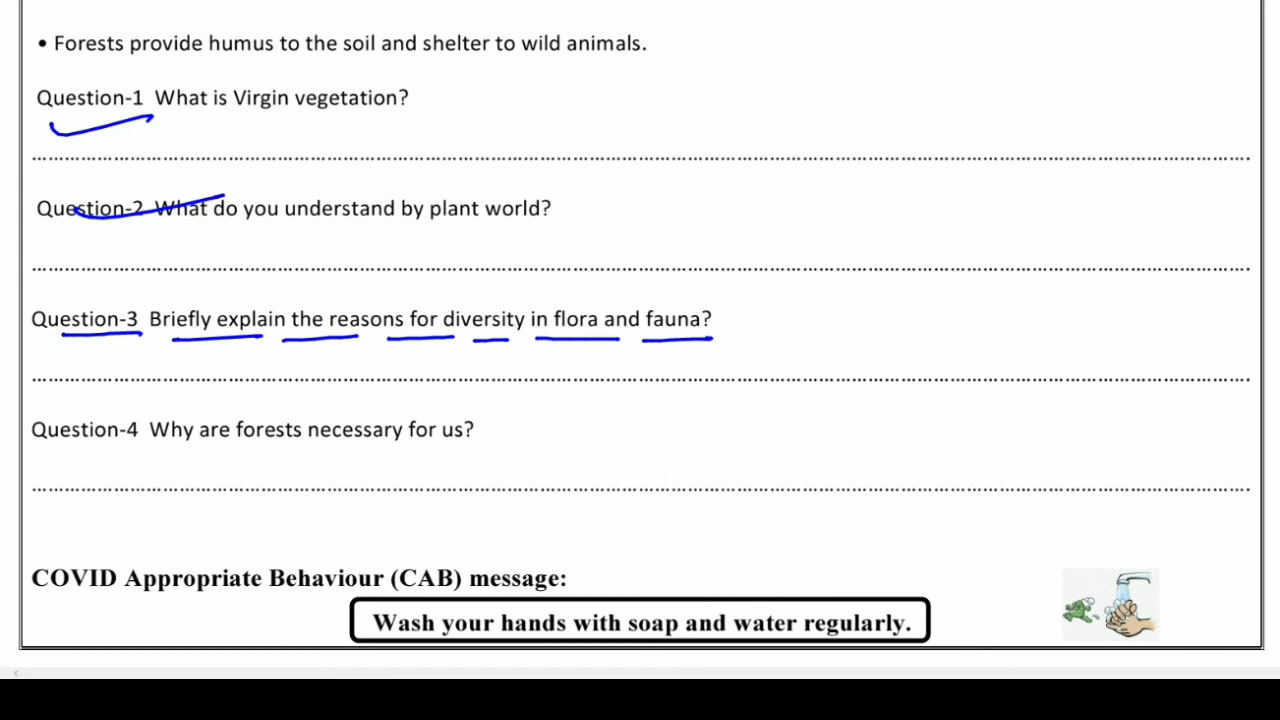 • Forests provide humus to the soil and shelter to wild animals.
Question-1 What is Virgin vegetation?
Question-2 What do you understand by plant world?
Question-3 Briefly explain the reasons for diversity in flora and fauna?
Question-4 Why are forests necessary for us?
COVID Appropriate Behaviour (CAB) message:
Wash your hands with soap and water regularly.